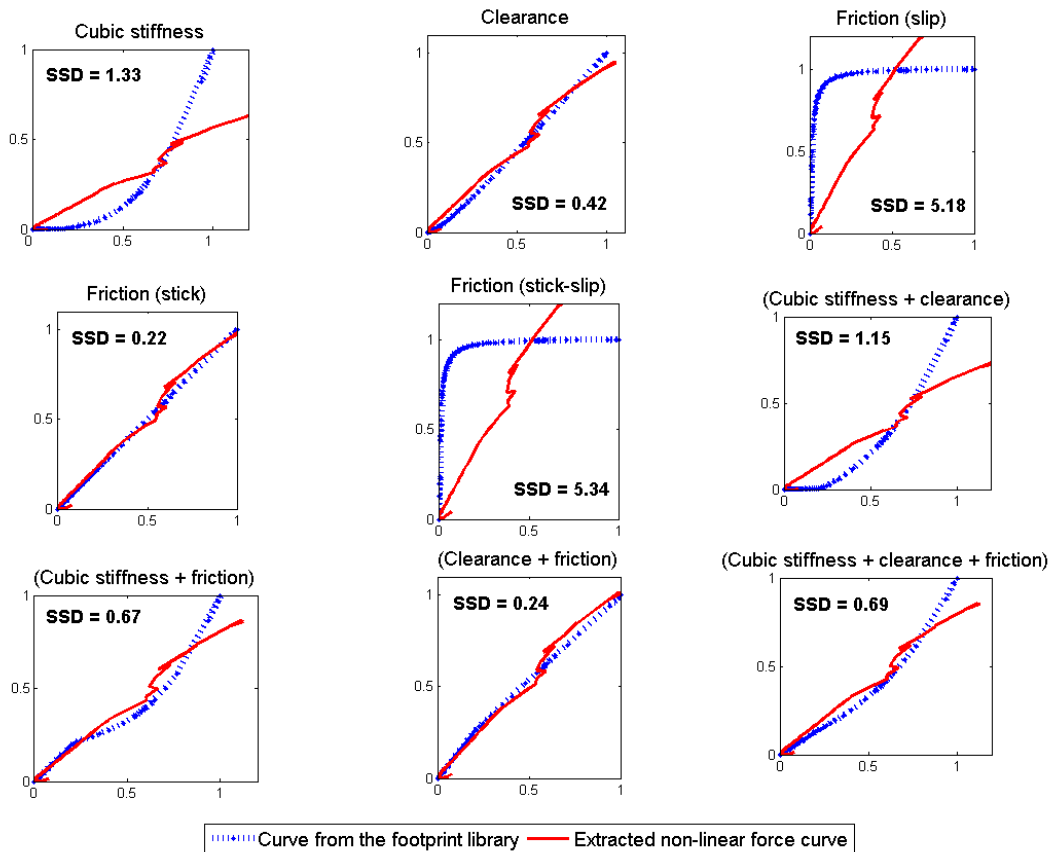 Cubic stiffness
1
SSD = 1.33
0.5
0
0
0.5
1
Clearance
1
0.5
SSD = 0.42
0
0
0.5
1
Friction (slip)
1
0.5
SSD = 5.18
0
0
0.5
1
Friction (stick)
1
SSD = 0.22
0.5
0
0
0.5
1
Friction (stick-slip)
1
0.5
SSD = 5.34
0
0
0.5
1
(Cubic stiffness + clearance)
1
SSD = 1.15
0.5
0
0
0.5
1
(Cubic stiffness + friction)
1
SSD = 0.67
0.5
0
0
0.5
1
(Clearance + friction)
1
SSD = 0.24
0.5
0
0
0.5
1
(Cubic stiffness + clearance + friction)
1
SSD = 0.69
0.5
0
0
0.5
1
Curve from the footprint library
Extracted non-linear force curve